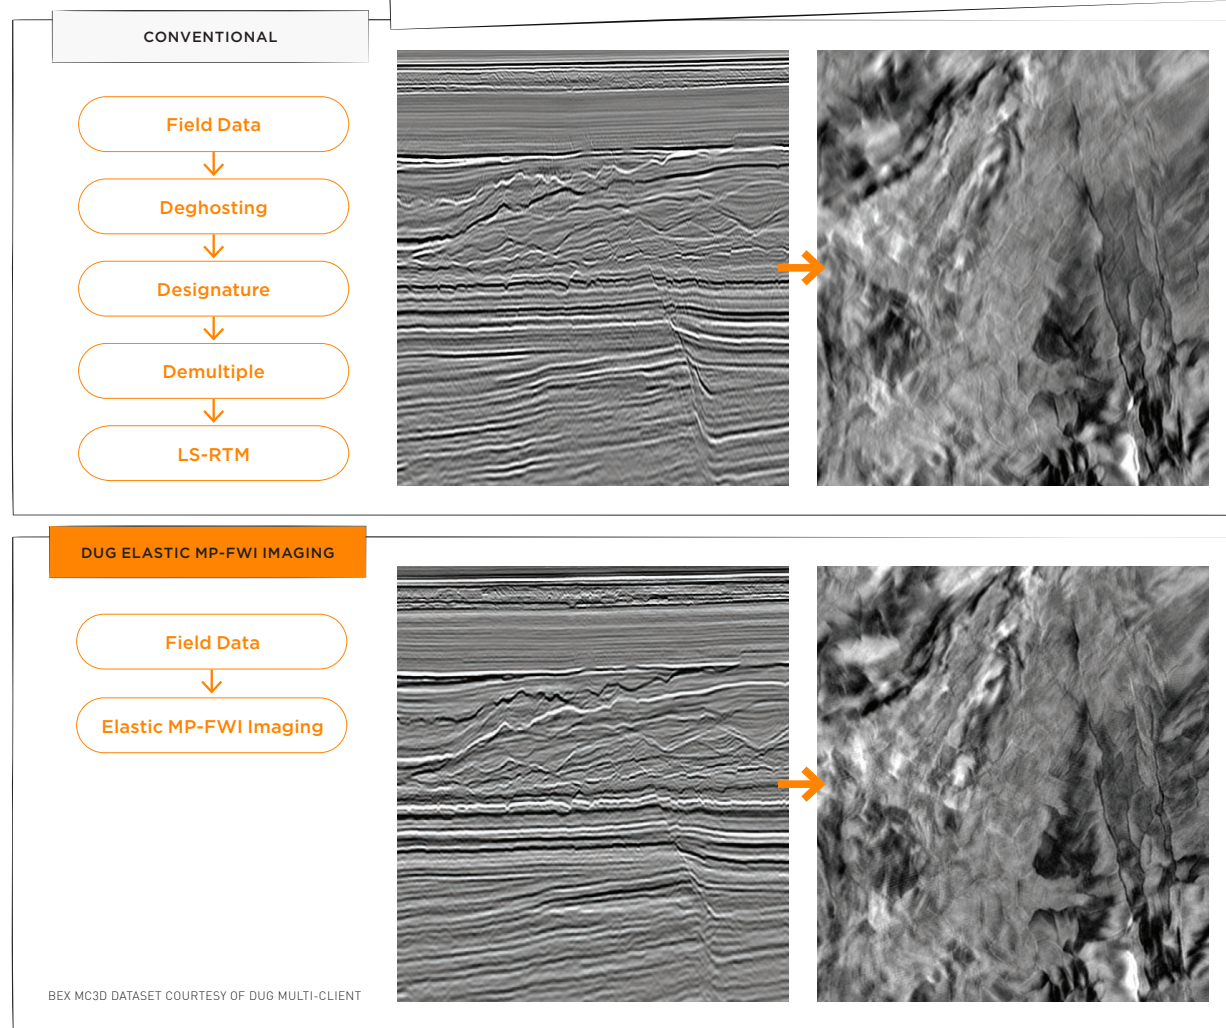 CONVENTIONAL
Field Data
Deghosting
Designature
Demultiple
LS-RTM
DUG ELASTIC MP-FWI IMAGING
Field Data
Elastic MP-FWI Imaging
BEX MC3D DATASET COURTESY OF DUG MULTI-CLIENT